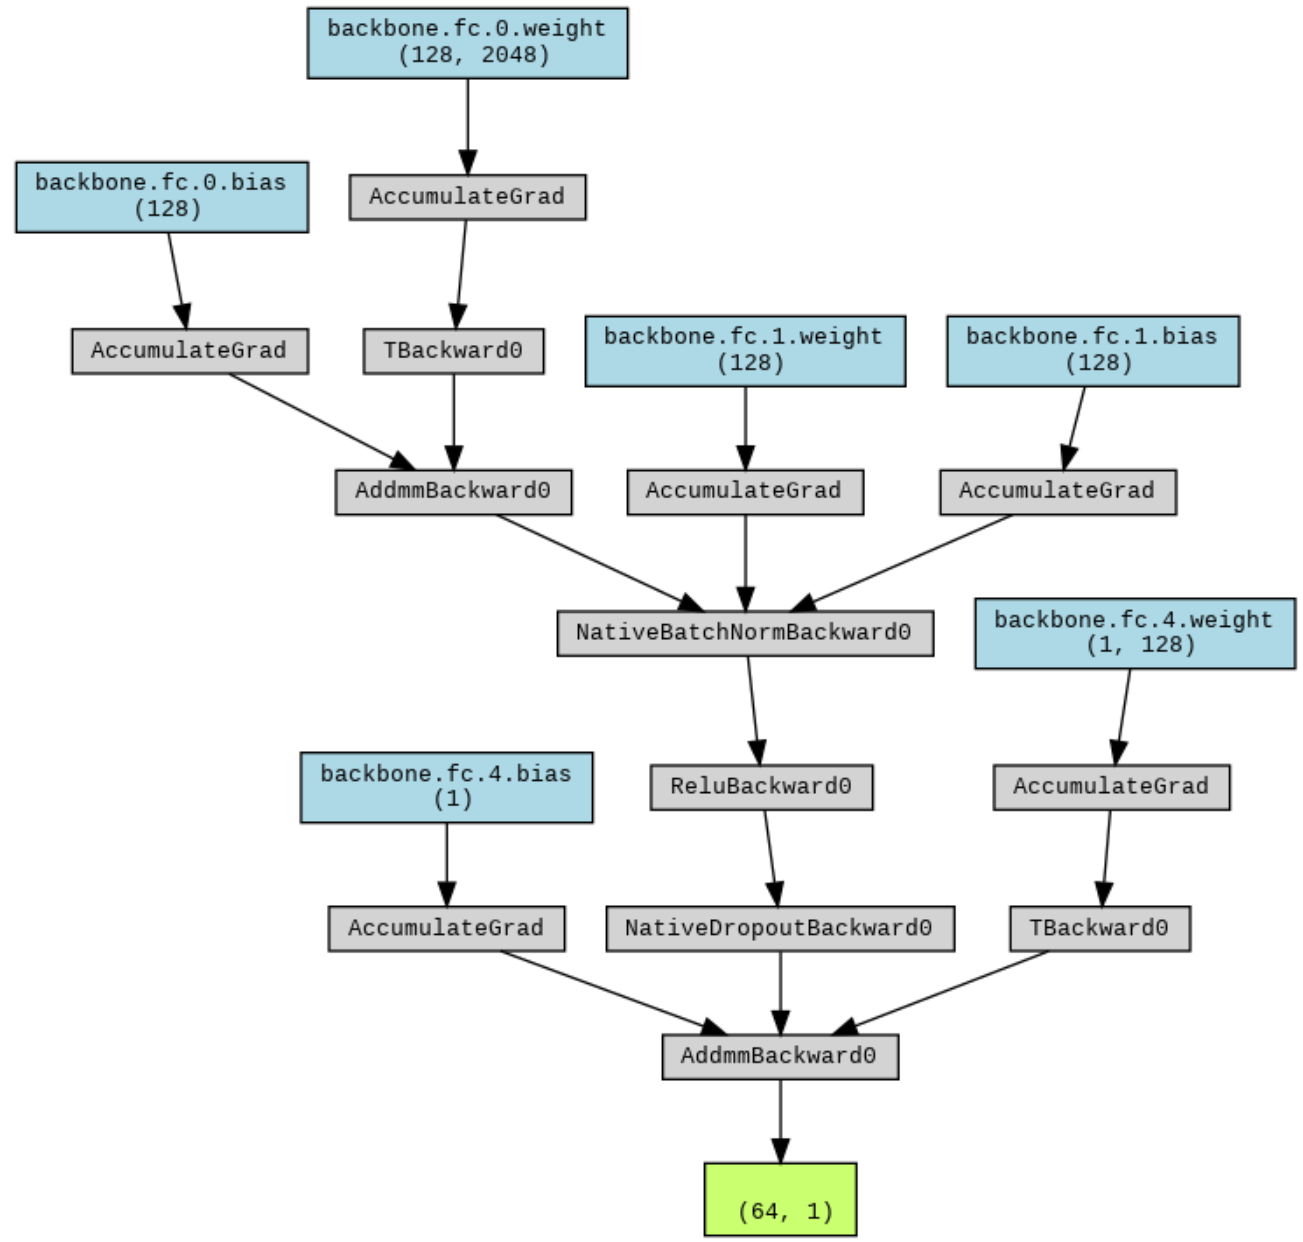 backbone.fc.0.weight
(128, 2048)
backbone.fc.0.bias
(128)
AccumulateGrad
AccumulateGrad
TBackward0
backbone.fc.1.weight
(128)
backbone.fc.1.bias
(128)
AddmmBackward0
AccumulateGrad
AccumulateGrad
NativeBatchNormBackward0
backbone.fc.4.weight
(1, 128)
backbone.fc.4.bias
(1)
ReluBackward0
AccumulateGrad
AccumulateGrad
NativeDropoutBackward0
TBackward0
AddmmBackward0
(64, 1)